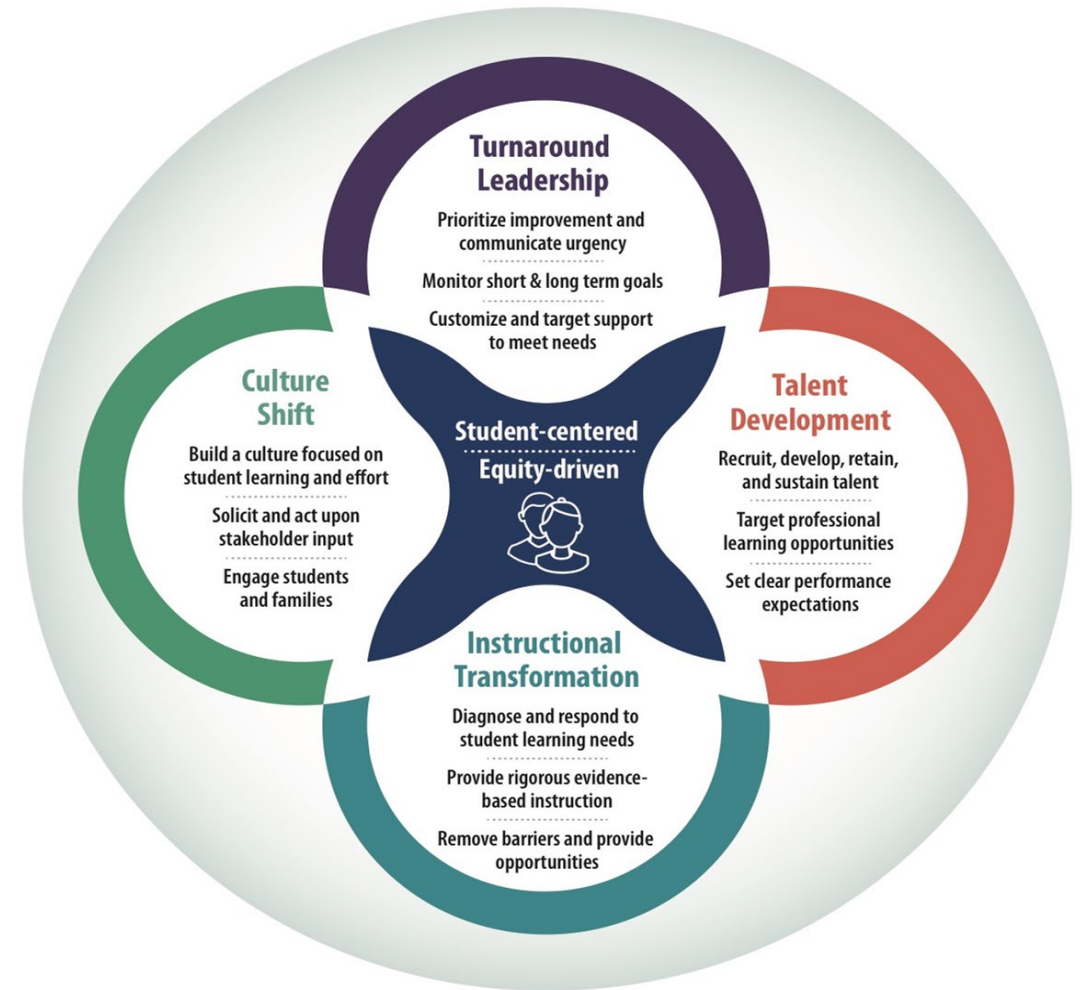 Turnaround
Leadership
Prioritize improvement and
communicate urgency
Monitor short & long term goals
Customize and target support
to meet needs
Culture
Shift
Build a culture focused on
student learning and effort
Solicit and act upon
stakeholder input
Engage students
and families
Student-centered
Equity-driven
Talent
Development
Recruit, develop, retain,
and sustain talent
Target professional
learning opportunities
Set clear performance
expectations
Instructional
Transformation
Diagnose and respond to
student learning needs
Provide rigorous evidence-
based instruction
Remove barriers and provide
opportunities